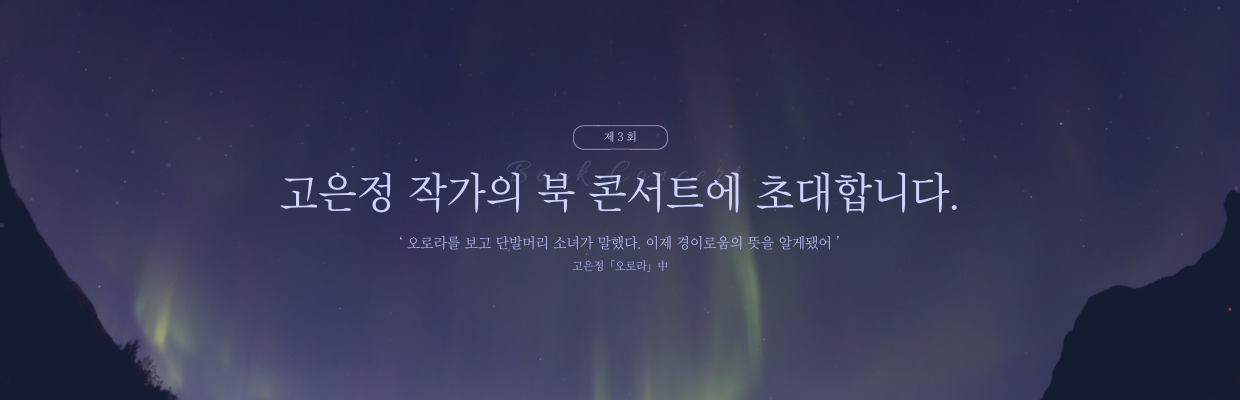 제 3 회
Book Concert
고은정 작가의 북 콘서트에 초대합니다.
‘ 오로라를 보고 단발머리 소녀가 말했다. 이제 경이로움의 뜻을 알게됐어 ’
고은정「오로라」中